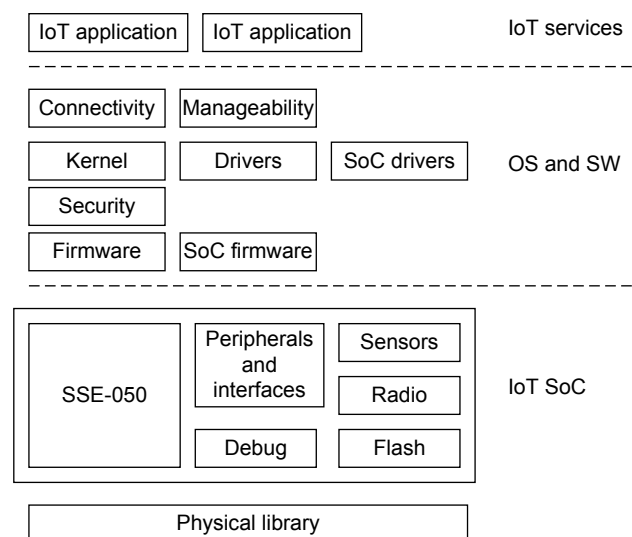 IoT application
IoT application
IoT services
Connectivity
Manageability
Kernel
Drivers
SoC drivers
OS and SW
Security
Firmware
SoC firmware
SSE-050
Peripherals
and
interfaces
Sensors
Radio
IoT SoC
Debug
Flash
Physical library